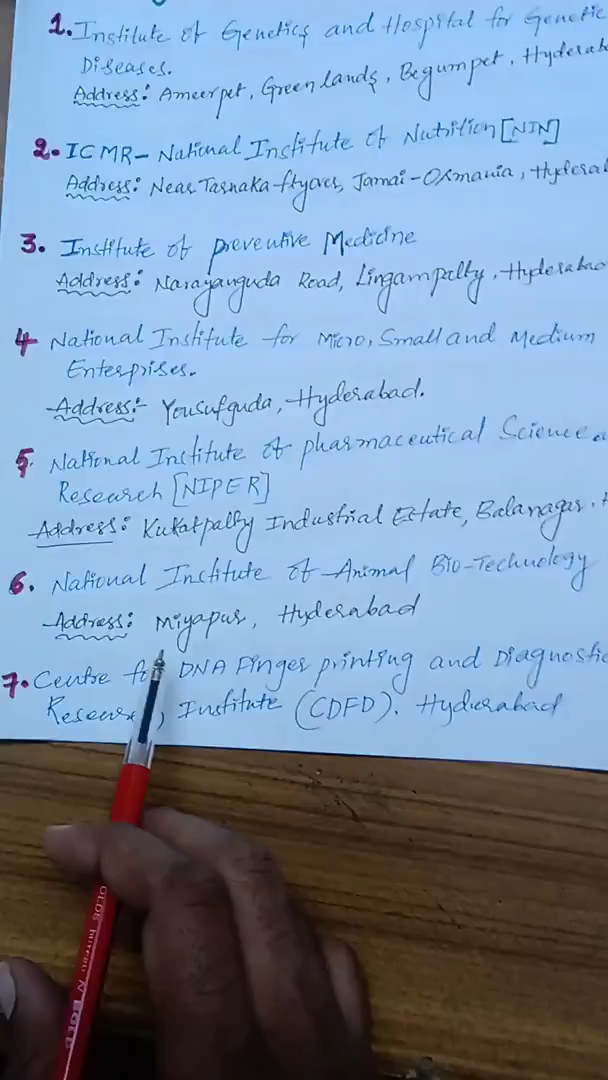 1. Institute of Genetics and Hospital for Genetic
Diseases.
Address: Ameerpet, Greenlands, Begumpet, Hyderab
2. ICMR- National Institute of Nutrition [NIN]
Address: Near Tarnaka flyover, Jamai-Osmania, Hydera
3. Institute of preventive Medicine
Address: Narayanguda Road, Lingampally, Hyderaba
4 National Institute for Micro, Small and Medium
Enterprises.
Address:- Yousufguda, Hyderabad.
5. National Institute of pharmaceutical Science
Research [NIPER]
Address: Kukatpally Industrial Estate, Balanagar,
6. National Institute of Animal Bio-Technology
Address: Miyapur, Hyderabad
7. Centre for DNA Finger printing and Diagnostic
Institute (CDFD). Hyderabad